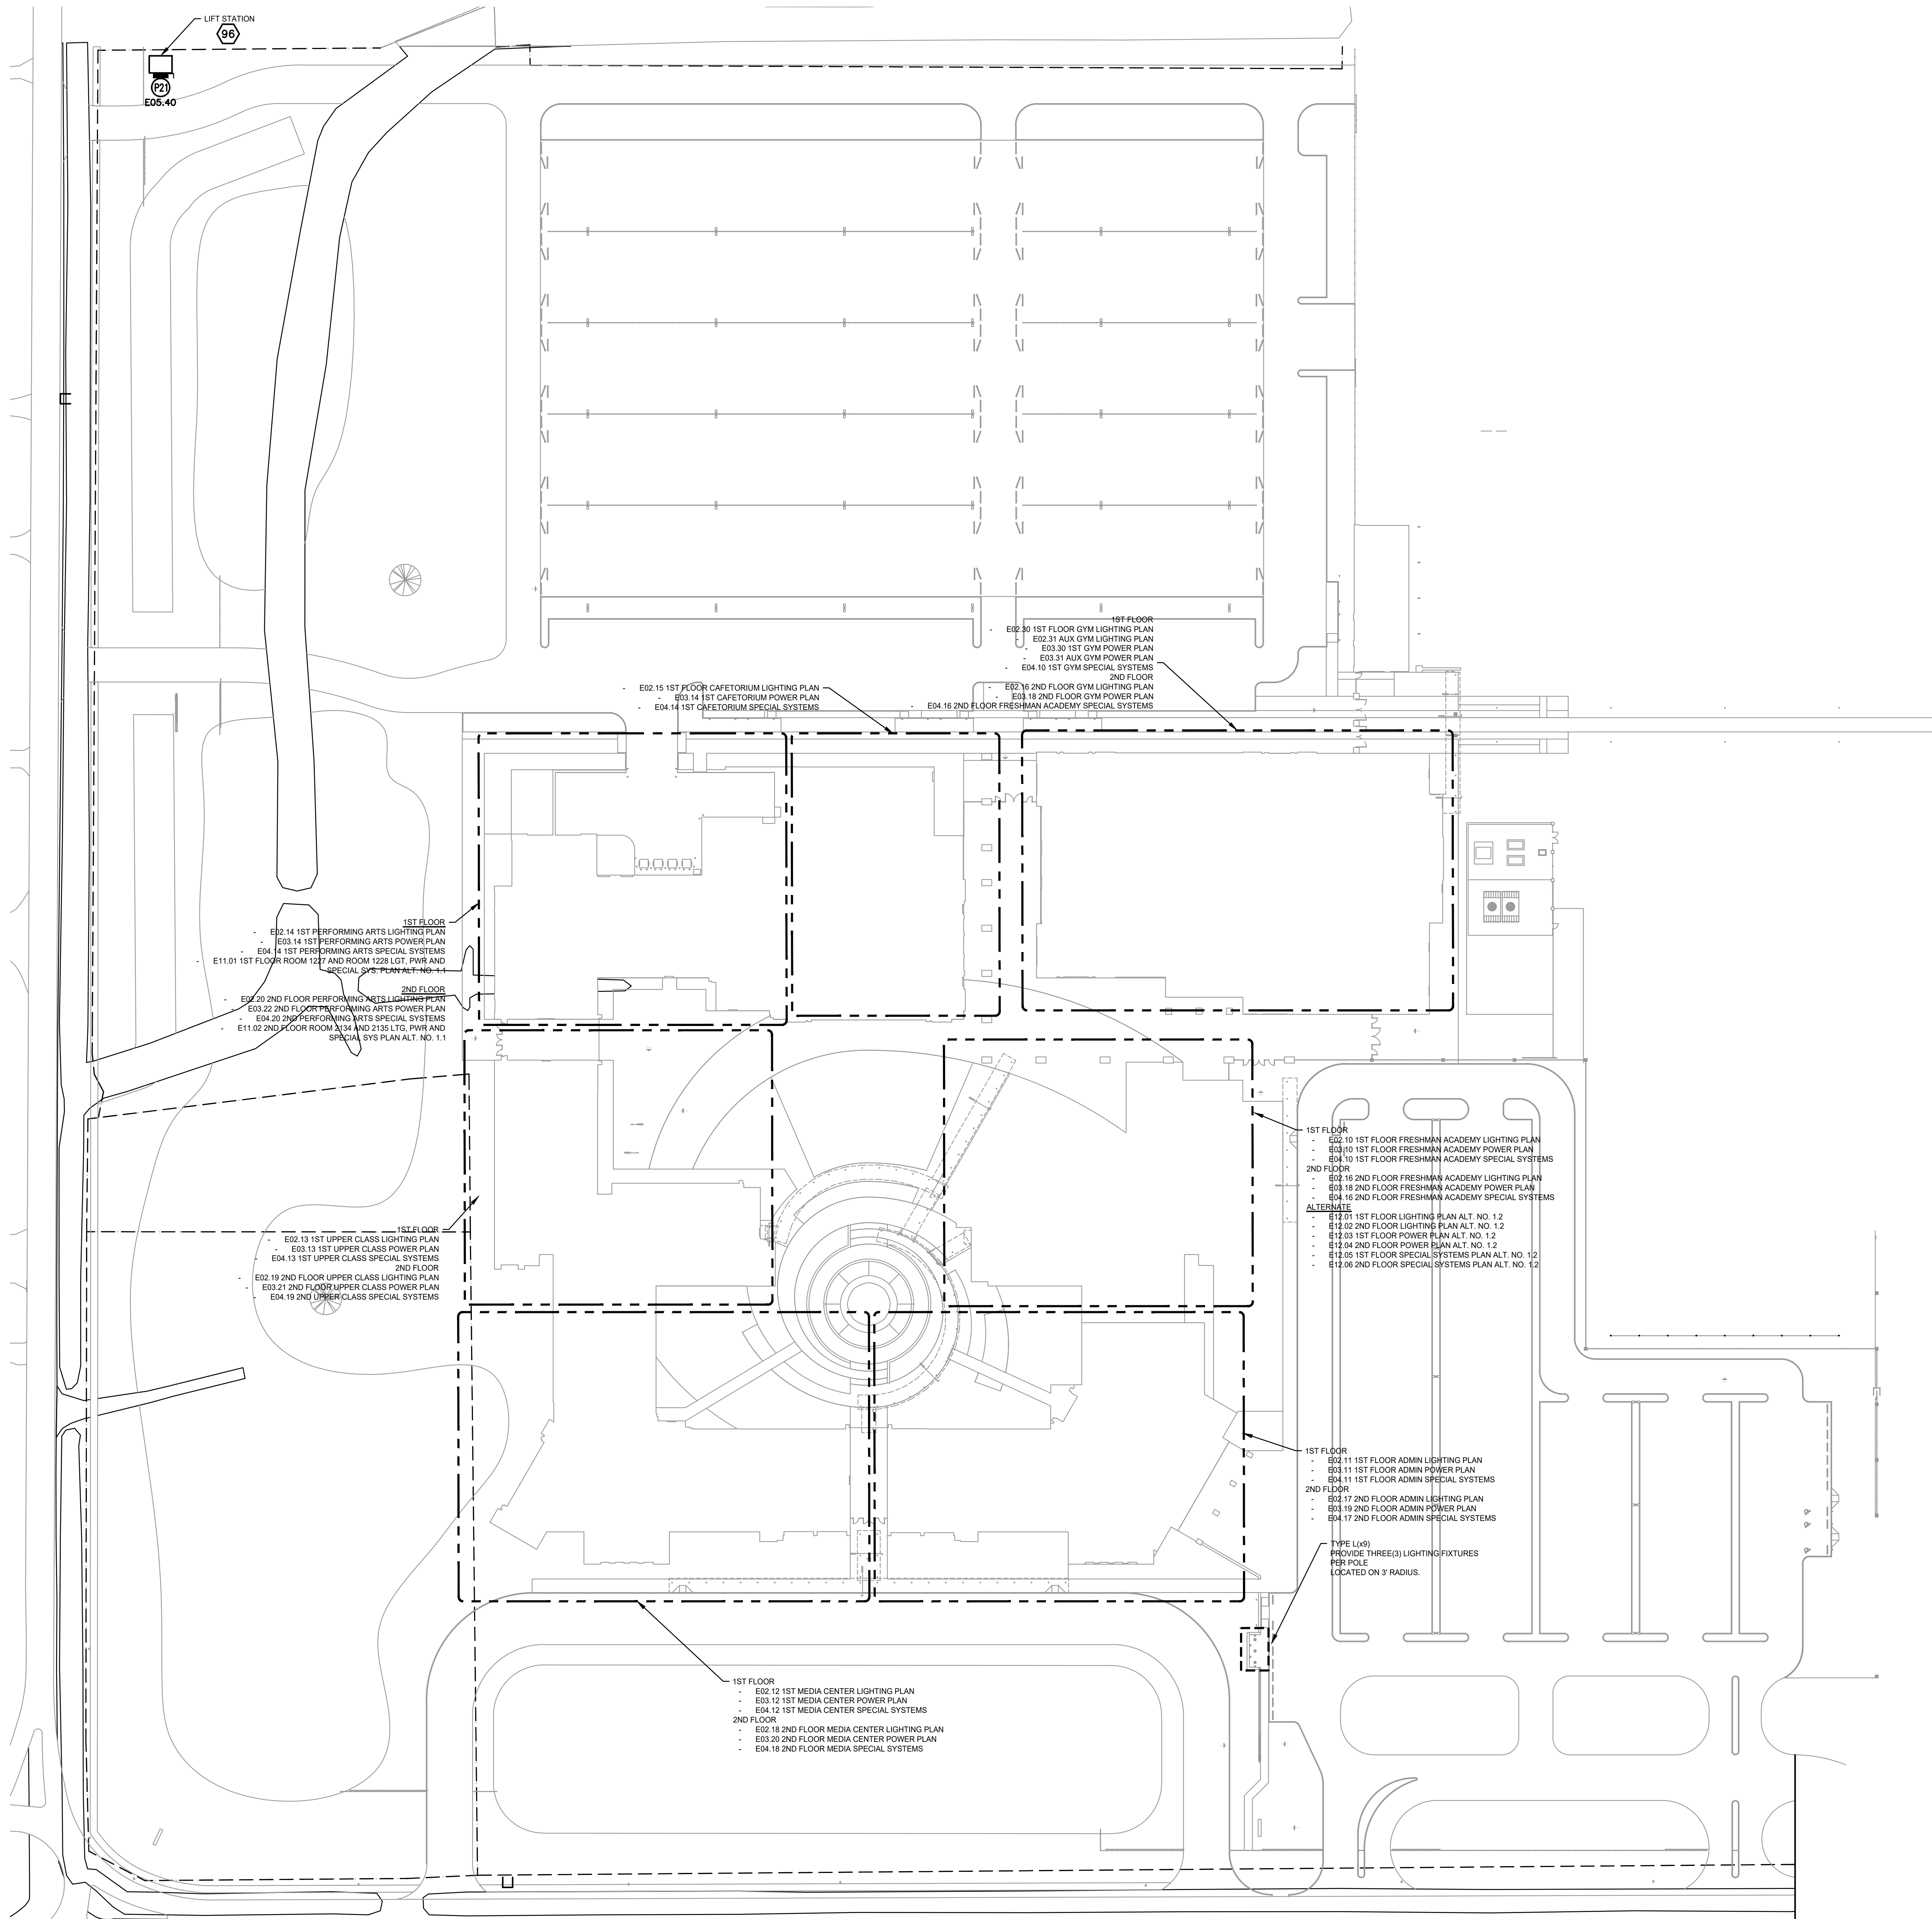 LIFT STATION
96
P21
E05.40
1ST FLOOR
- E02.30 1ST FLOOR GYM LIGHTING PLAN
- E02.31 AUX GYM LIGHTING PLAN
- E03.30 1ST GYM POWER PLAN
- E03.31 AUX GYM POWER PLAN
- E04.10 1ST GYM SPECIAL SYSTEMS
2ND FLOOR
- E02.16 2ND FLOOR GYM LIGHTING PLAN
- E03.18 2ND FLOOR GYM POWER PLAN
- E04.16 2ND FLOOR FRESHMAN ACADEMY SPECIAL SYSTEMS
- E02.15 1ST FLOOR CAFETORIUM LIGHTING PLAN
- E03.14 1ST CAFETORIUM POWER PLAN
- E04.14 1ST CAFETORIUM SPECIAL SYSTEMS
1ST FLOOR
- E02.14 1ST PERFORMING ARTS LIGHTING PLAN
- E03.14 1ST PERFORMING ARTS POWER PLAN
- E04.14 1ST PERFORMING ARTS SPECIAL SYSTEMS
- E11.01 1ST FLOOR ROOM 1227 AND ROOM 1228 LGT, PWR AND
SPECIAL SYS. PLAN ALT. NO. 1.1
2ND FLOOR
- E02.20 2ND FLOOR PERFORMING ARTS LIGHTING PLAN
- E03.22 2ND FLOOR PERFORMING ARTS POWER PLAN
- E04.20 2ND PERFORMING ARTS SPECIAL SYSTEMS
- E11.02 2ND FLOOR ROOM 2134 AND 2135 LTG, PWR AND
SPECIAL SYS PLAN ALT. NO. 1.1
1ST FLOOR
- E02.10 1ST FLOOR FRESHMAN ACADEMY LIGHTING PLAN
- E03.10 1ST FLOOR FRESHMAN ACADEMY POWER PLAN
- E04.10 1ST FLOOR FRESHMAN ACADEMY SPECIAL SYSTEMS
2ND FLOOR
- E02.16 2ND FLOOR FRESHMAN ACADEMY LIGHTING PLAN
- E03.18 2ND FLOOR FRESHMAN ACADEMY POWER PLAN
- E04.16 2ND FLOOR FRESHMAN ACADEMY SPECIAL SYSTEMS
ALTERNATE
- E12.01 1ST FLOOR LIGHTING PLAN ALT. NO. 1.2
- E12.02 2ND FLOOR LIGHTING PLAN ALT. NO. 1.2
- E12.03 1ST FLOOR POWER PLAN ALT. NO. 1.2
- E12.04 2ND FLOOR POWER PLAN ALT. NO. 1.2
- E12.05 1ST FLOOR SPECIAL SYSTEMS PLAN ALT. NO. 1.2
- E12.06 2ND FLOOR SPECIAL SYSTEMS PLAN ALT. NO. 1.2
1ST FLOOR
- E02.13 1ST UPPER CLASS LIGHTING PLAN
- E03.13 1ST UPPER CLASS POWER PLAN
- E04.13 1ST UPPER CLASS SPECIAL SYSTEMS
2ND FLOOR
- E02.19 2ND FLOOR UPPER CLASS LIGHTING PLAN
- E03.21 2ND FLOOR UPPER CLASS POWER PLAN
- E04.19 2ND UPPER CLASS SPECIAL SYSTEMS
1ST FLOOR
- E02.11 1ST FLOOR ADMIN LIGHTING PLAN
- E03.11 1ST FLOOR ADMIN POWER PLAN
- E04.11 1ST FLOOR ADMIN SPECIAL SYSTEMS
2ND FLOOR
- E02.17 2ND FLOOR ADMIN LIGHTING PLAN
- E03.19 2ND FLOOR ADMIN POWER PLAN
- E04.17 2ND FLOOR ADMIN SPECIAL SYSTEMS
TYPE L(x9)
PROVIDE THREE(3) LIGHTING FIXTURES
PER POLE
LOCATED ON 3' RADIUS.
1ST FLOOR
- E02.12 1ST MEDIA CENTER LIGHTING PLAN
- E03.12 1ST MEDIA CENTER POWER PLAN
- E04.12 1ST MEDIA CENTER SPECIAL SYSTEMS
2ND FLOOR
- E02.18 2ND FLOOR MEDIA CENTER LIGHTING PLAN
- E03.20 2ND FLOOR MEDIA CENTER POWER PLAN
- E04.18 2ND FLOOR MEDIA SPECIAL SYSTEMS